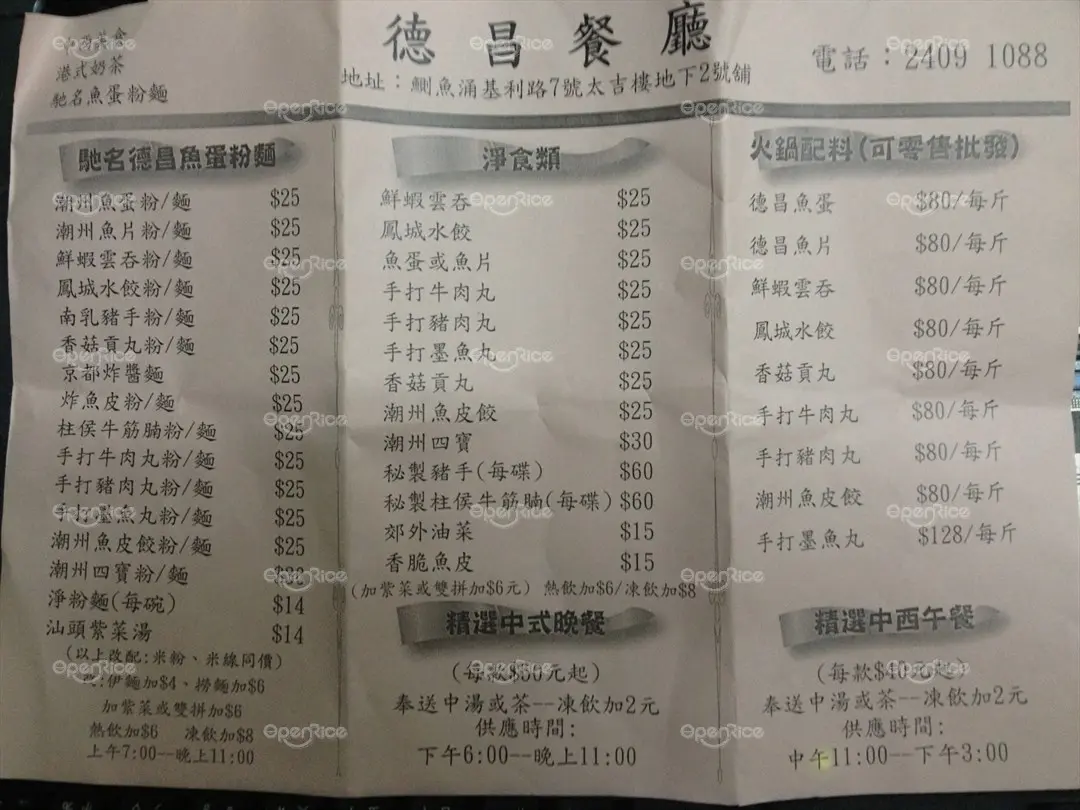 中西美食
港式奶茶
馳名魚蛋粉麵
德昌餐廳
地址：鰂魚涌基利路7號太吉樓地下2號舖
電話：2409 1088
馳名德昌魚蛋粉麵
潮州魚蛋粉/麵 $25
潮州魚片粉/麵 $25
鮮蝦雲吞粉/麵 $25
鳳城水餃粉/麵 $25
南乳豬手粉/麵 $25
香菇貢丸粉/麵 $25
京都炸醬麵 $25
炸魚皮粉/麵 $25
柱侯牛筋腩粉/麵 $25
手打牛肉丸粉/麵 $25
手打豬肉丸粉/麵 $25
手打墨魚丸粉/麵 $25
潮州魚皮餃粉/麵 $25
潮州四寶粉/麵
淨粉麵(每碗) $14
汕頭紫菜湯 $14
(以上改配:米粉、米線同價)
伊麵加$4、撈麵加$6
加紫菜或雙拼加$6
熱飲加$6 凍飲加$8
上午7:00--晚上11:00
淨食類
鮮蝦雲吞 $25
鳳城水餃 $25
魚蛋或魚片 $25
手打牛肉丸 $25
手打豬肉丸 $25
手打墨魚丸 $25
香菇貢丸 $25
潮州魚皮餃 $25
潮州四寶 $30
秘製豬手(每碟) $60
秘製柱侯牛筋腩(每碟) $60
郊外油菜 $15
香脆魚皮 $15
(加紫菜或雙拼加$6元) 熱飲加$6/凍飲加$8
精選中式晚餐
(每款$50元起)
奉送中湯或茶--凍飲加2元
供應時間:
下午6:00--晚上11:00
火鍋配料(可零售批發)
德昌魚蛋 $80/每斤
德昌魚片 $80/每斤
鮮蝦雲吞 $80/每斤
鳳城水餃 $80/每斤
香菇貢丸 $80/每斤
手打牛肉丸 $80/每斤
手打豬肉丸 $80/每斤
潮州魚皮餃 $80/每斤
手打墨魚丸 $128/每斤
精選中西午餐
(每款$40元起)
奉送中湯或茶--凍飲加2元
供應時間:
中午11:00--下午3:00